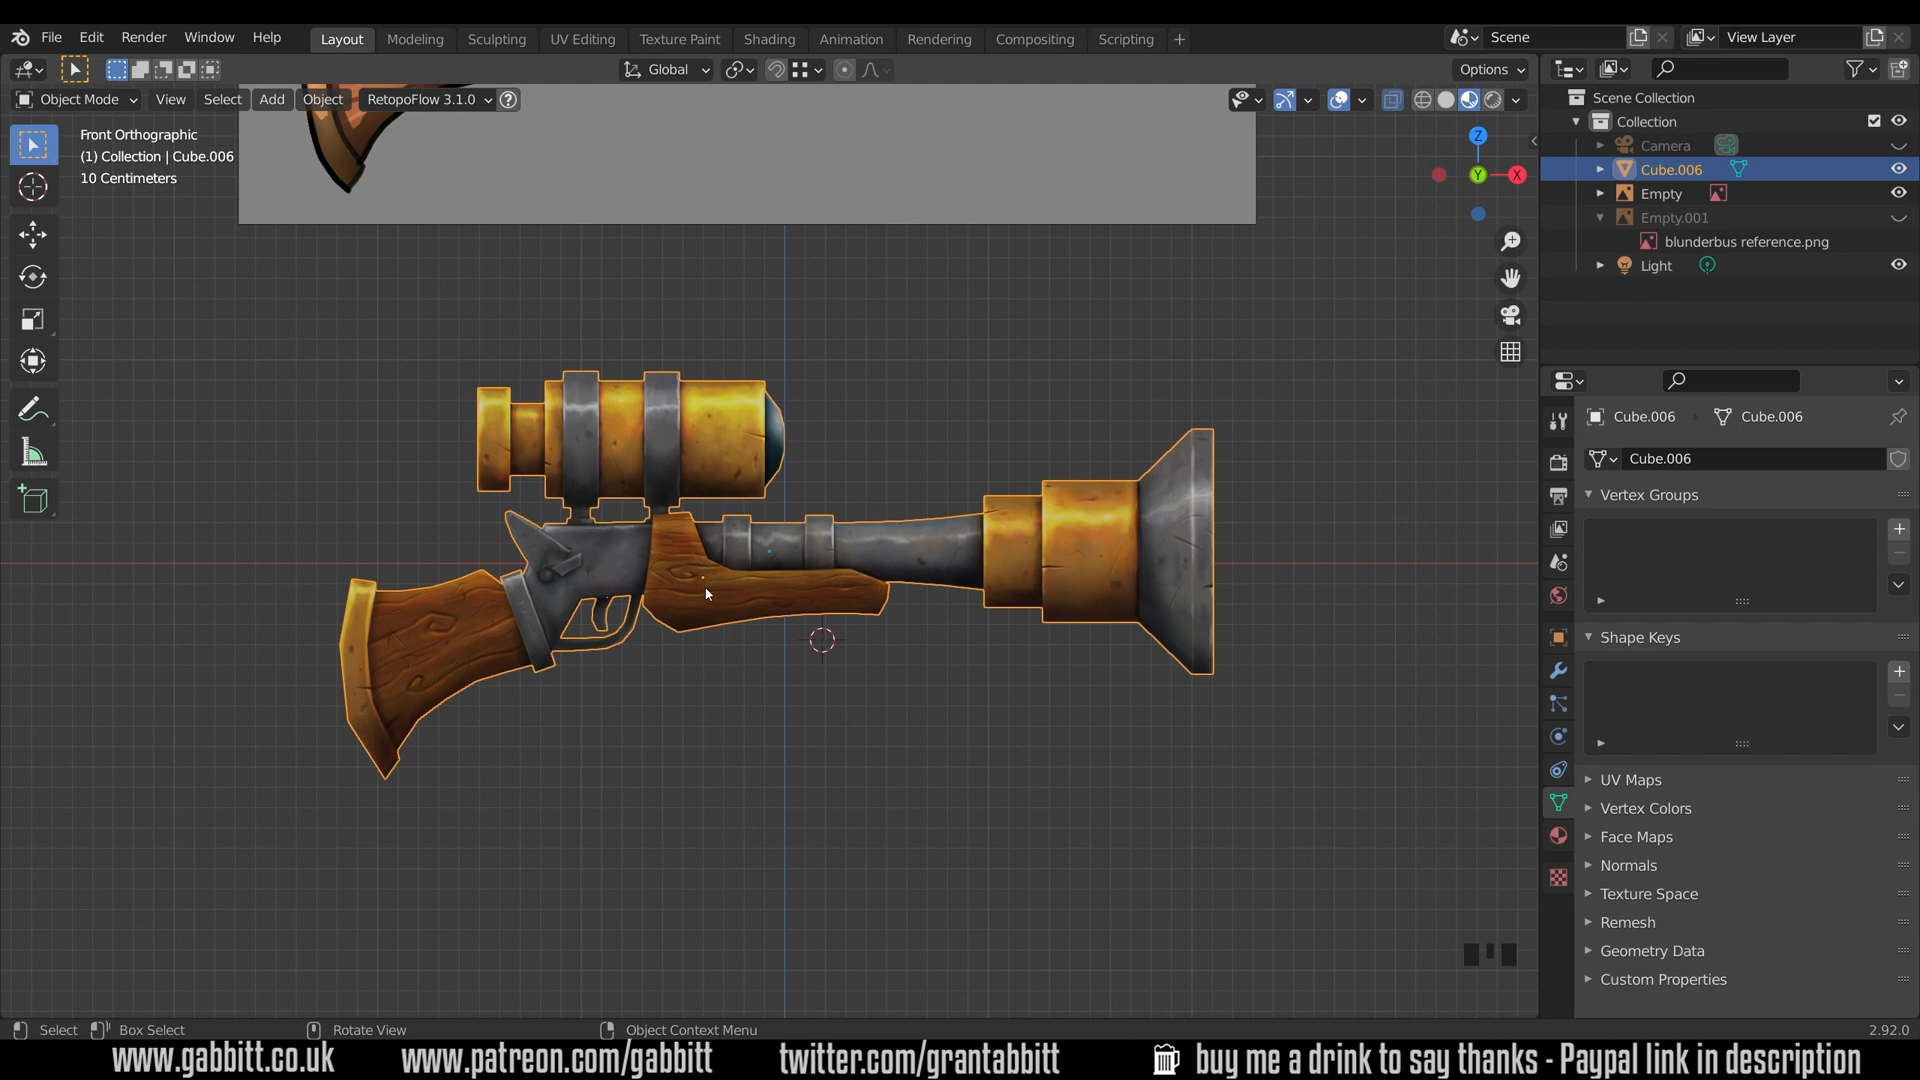 File Edit Render Window Help Layout Modeling Sculpting UV Editing Texture Paint Shading Animation Rendering Compositing Scripting + Scene View Layer
Global Options
Object Mode View Select Add Object RetopoFlow 3.1.0 ?
Scene Collection
Front Orthographic
(1) Collection | Cube.006
10 Centimeters
Z
Y
X
Collection
Camera
Cube.006
Empty
Empty.001
blunderbus reference.png
Light
Cube.006 Cube.006
Cube.006
Vertex Groups
Shape Keys
UV Maps
Vertex Colors
Face Maps
Normals
Texture Space
Remesh
Geometry Data
Custom Properties
Select Box Select Rotate View Object Context Menu 2.92.0
www.gabbitt.co.uk www.patreon.com/gabbitt twitter.com/grantabbitt buy me a drink to say thanks - Paypal link in description